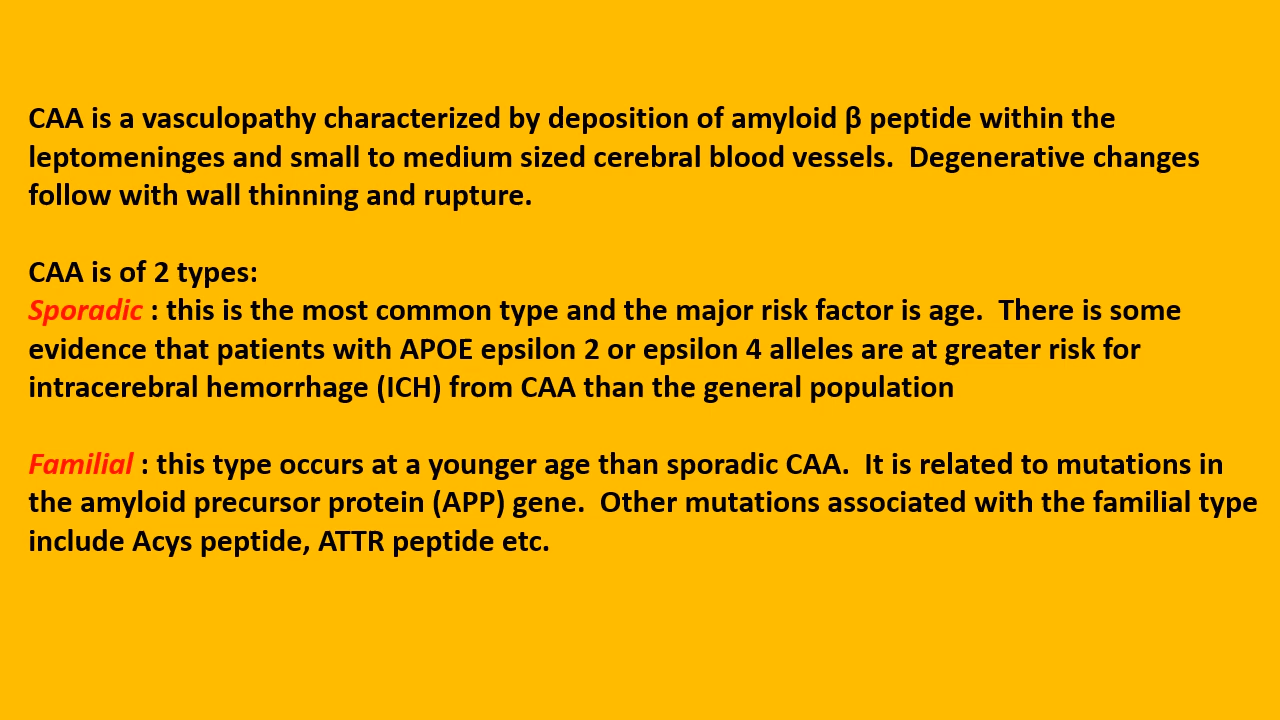 CAA is a vasculopathy characterized by deposition of amyloid β peptide within the
leptomeninges and small to medium sized cerebral blood vessels.  Degenerative changes
follow with wall thinning and rupture.
CAA is of 2 types:
Sporadic : this is the most common type and the major risk factor is age.  There is some
evidence that patients with APOE epsilon 2 or epsilon 4 alleles are at greater risk for
intracerebral hemorrhage (ICH) from CAA than the general population
Familial : this type occurs at a younger age than sporadic CAA.  It is related to mutations in
the amyloid precursor protein (APP) gene.  Other mutations associated with the familial type
include Acys peptide, ATTR peptide etc.